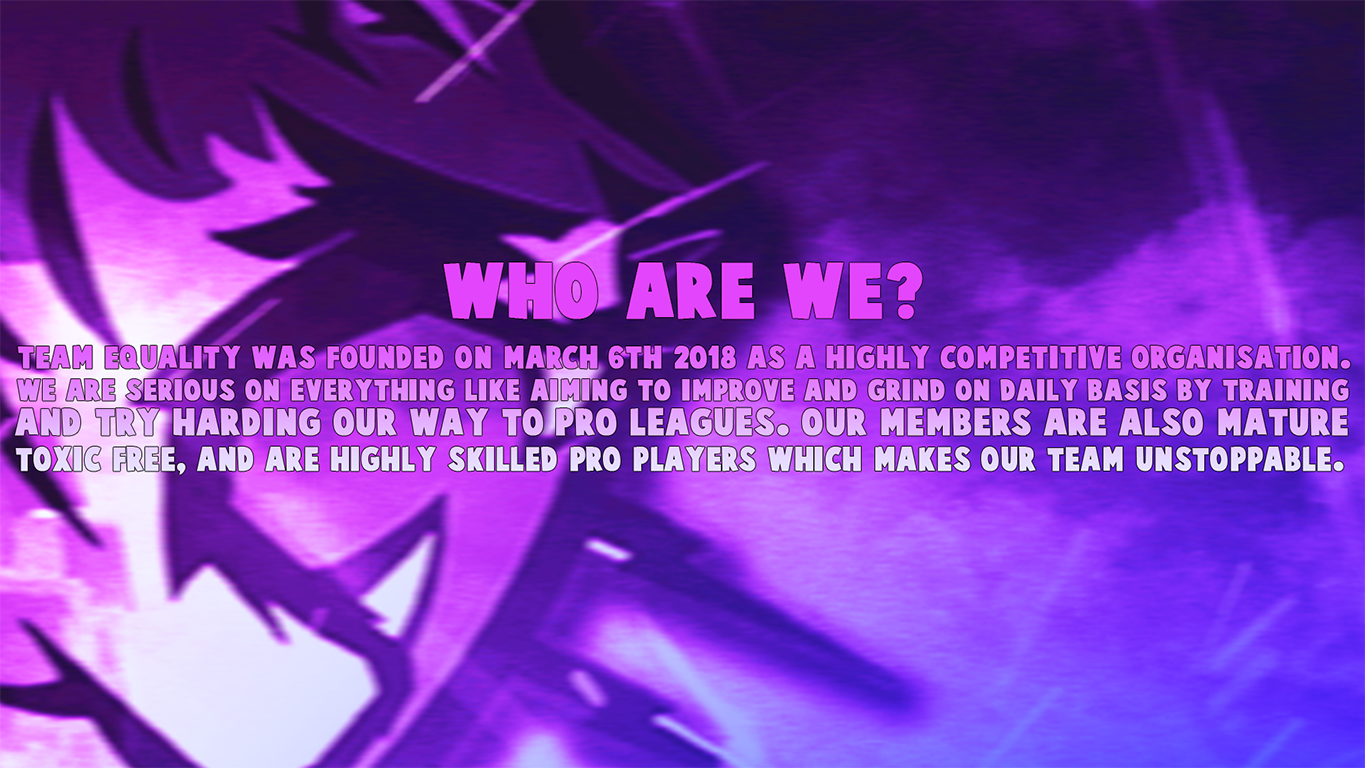 WHO ARE WE?
TEAM EQUALITY WAS FOUNDED ON MARCH 6TH 2018 AS A HIGHLY COMPETITIVE ORGANISATION.
WE ARE SERIOUS ON EVERYTHING LIKE AIMING TO IMPROVE AND GRIND ON DAILY BASIS BY TRAINING
AND TRY HARDING OUR WAY TO PRO LEAGUES. OUR MEMBERS ARE ALSO MATURE
TOXIC FREE, AND ARE HIGHLY SKILLED PRO PLAYERS WHICH MAKES OUR TEAM UNSTOPPABLE.